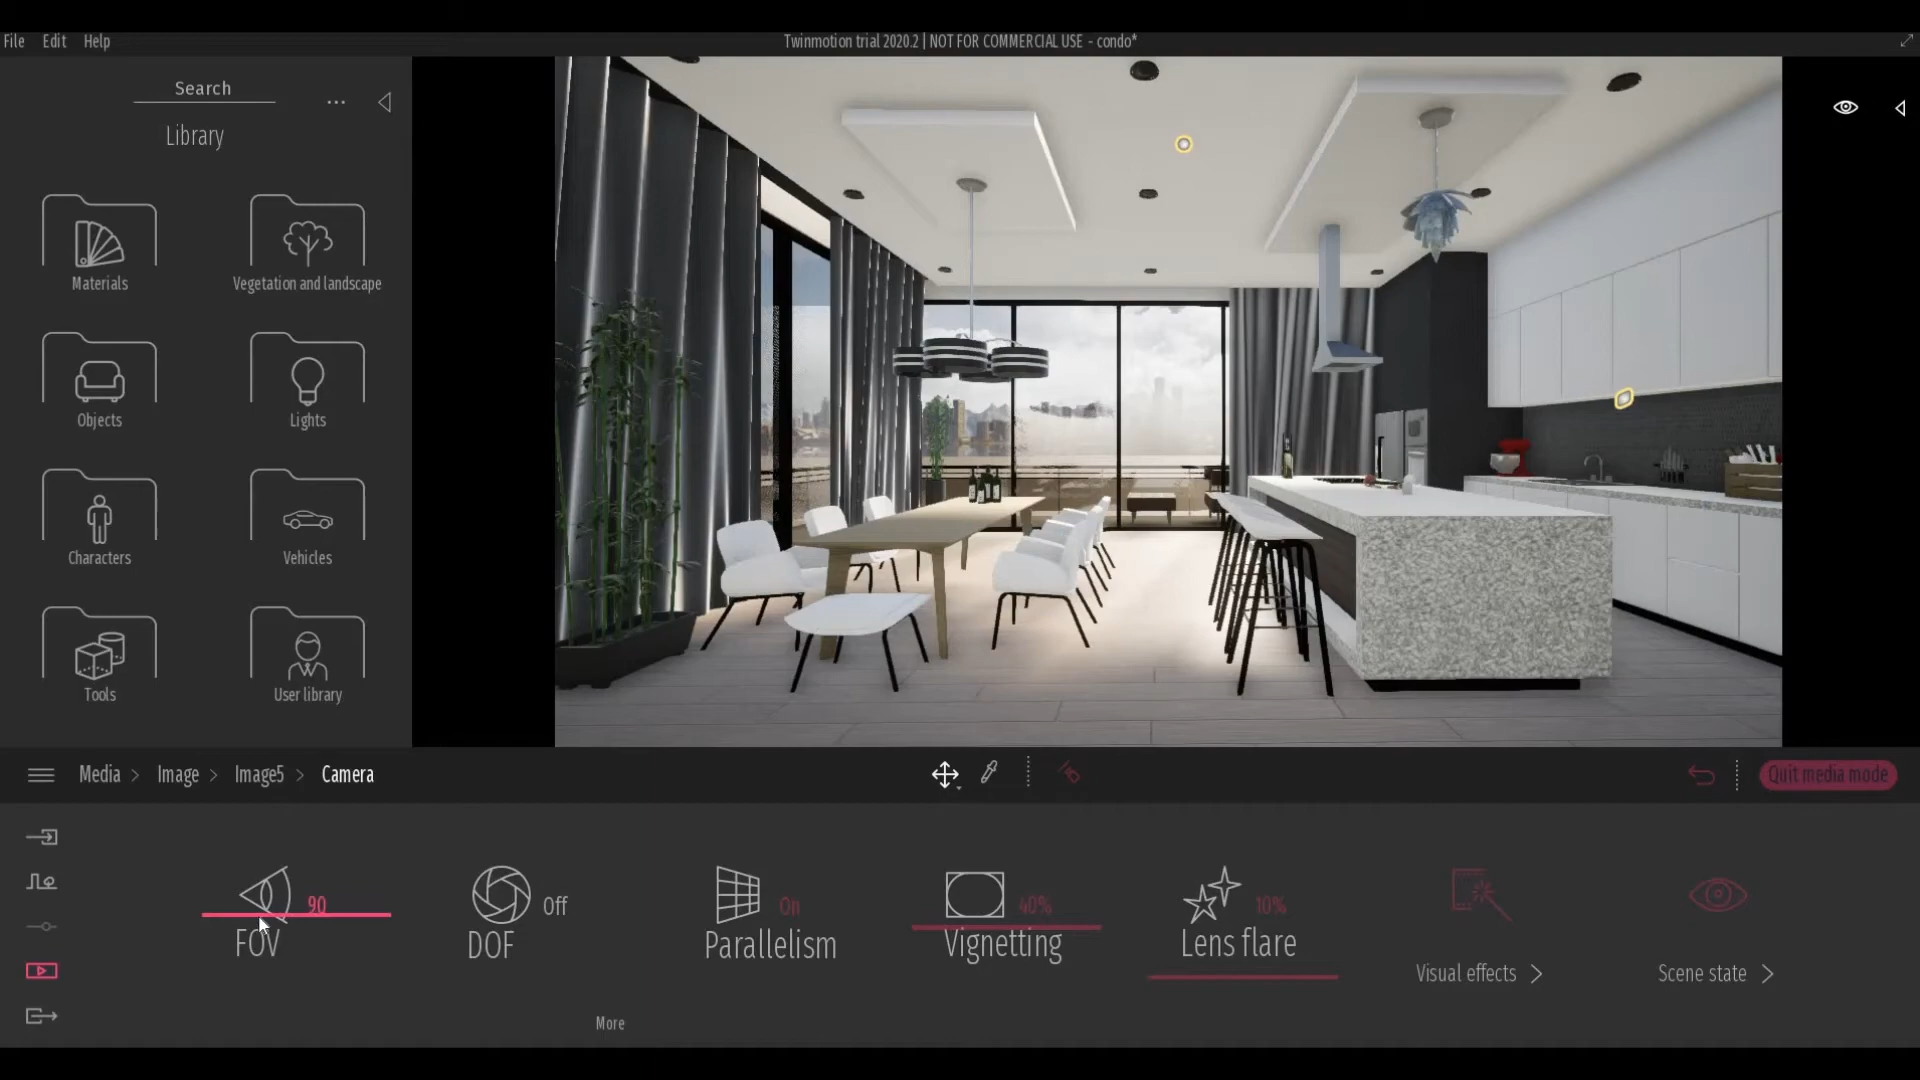 File Edit Help
Twinmotion trial 2020.2 | NOT FOR COMMERCIAL USE - condo*
Search
...
Library
Materials
Vegetation and landscape
Objects
Lights
Characters
Vehicles
Tools
User library
Media > Image > Image5 > Camera
Quit media mode
90
Off
On
40%
10%
FOV
DOF
Parallelism
Vignetting
Lens flare
Visual effects >
Scene state >
More